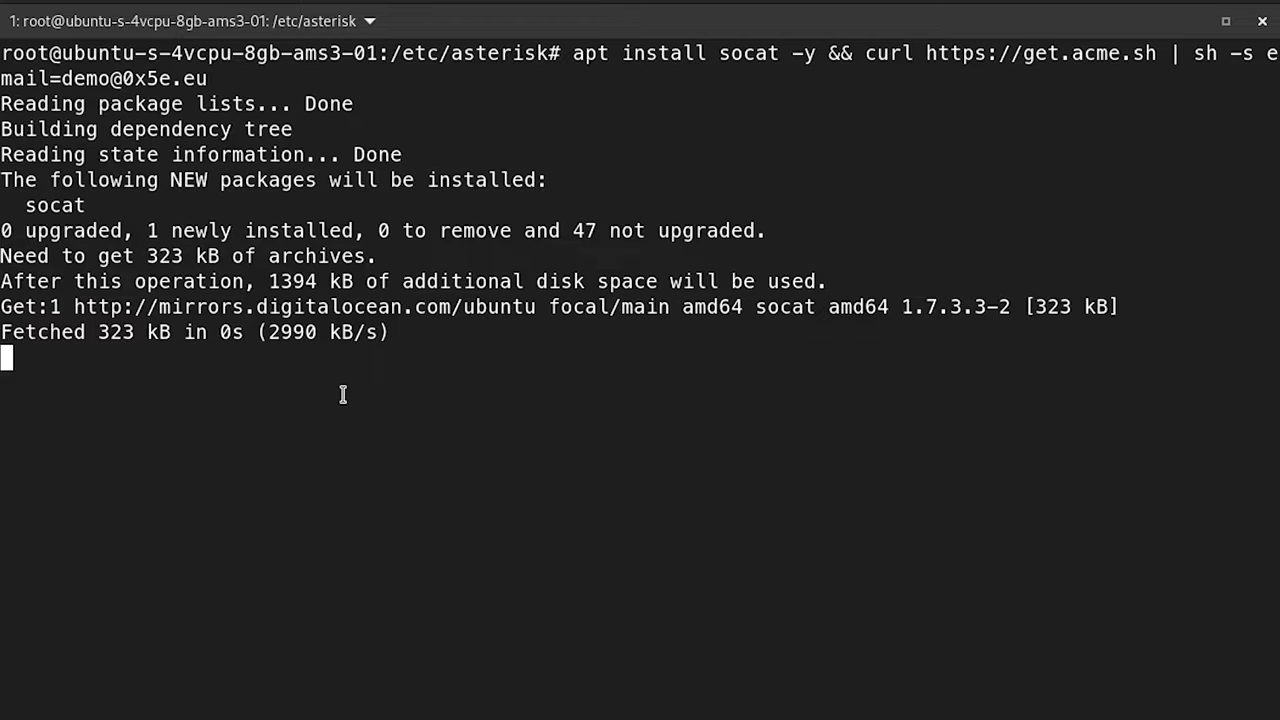 1: root@ubuntu-s-4vcpu-8gb-ams3-01: /etc/asterisk
root@ubuntu-s-4vcpu-8gb-ams3-01:/etc/asterisk# apt install socat -y && curl https://get.acme.sh | sh -s e
mail=demo@0x5e.eu
Reading package lists... Done
Building dependency tree
Reading state information... Done
The following NEW packages will be installed:
  socat
0 upgraded, 1 newly installed, 0 to remove and 47 not upgraded.
Need to get 323 kB of archives.
After this operation, 1394 kB of additional disk space will be used.
Get:1 http://mirrors.digitalocean.com/ubuntu focal/main amd64 socat amd64 1.7.3.3-2 [323 kB]
Fetched 323 kB in 0s (2990 kB/s)